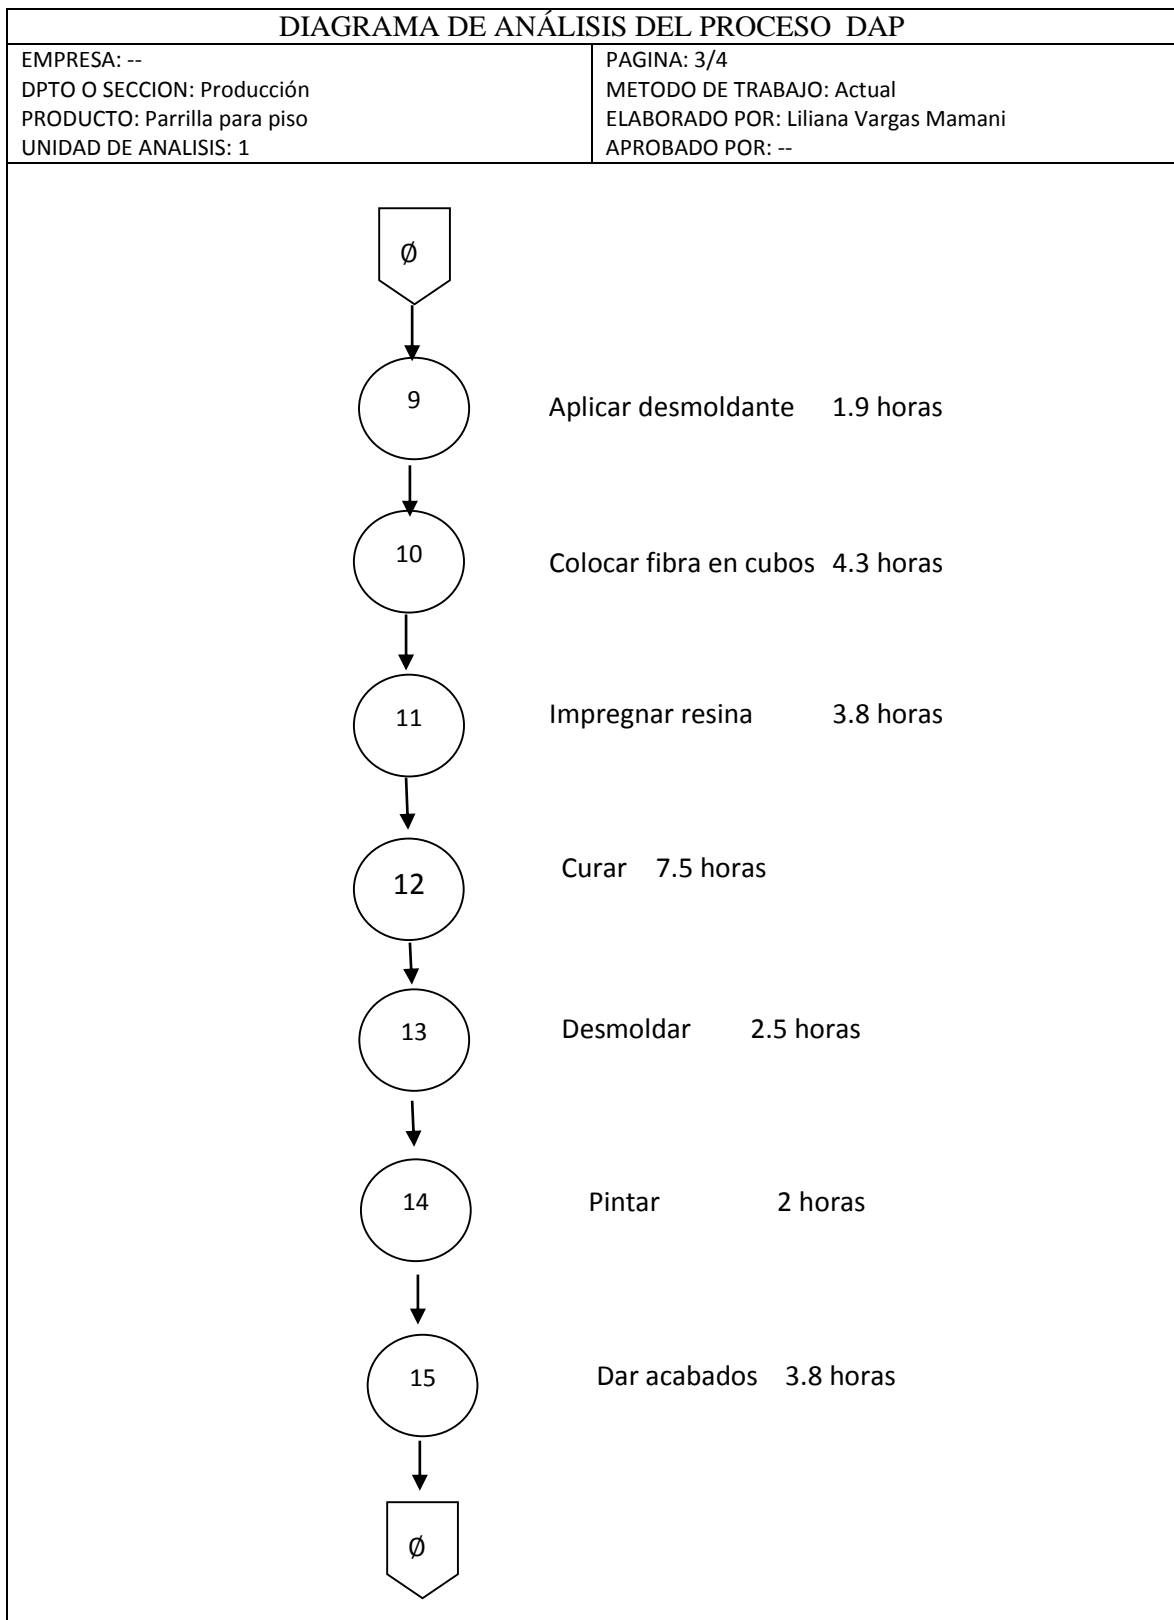 DIAGRAMA DE ANÁLISIS DEL PROCESO DAP
EMPRESA: --
DPTO O SECCION: Producción
PRODUCTO: Parrilla para piso
UNIDAD DE ANALISIS: 1
PAGINA: 3/4
METODO DE TRABAJO: Actual
ELABORADO POR: Liliana Vargas Mamani
APROBADO POR: --
Ø
9 Aplicar desmoldante 1.9 horas
10 Colocar fibra en cubos 4.3 horas
11 Impregnar resina 3.8 horas
12 Curar 7.5 horas
13 Desmoldar 2.5 horas
14 Pintar 2 horas
15 Dar acabados 3.8 horas
Ø